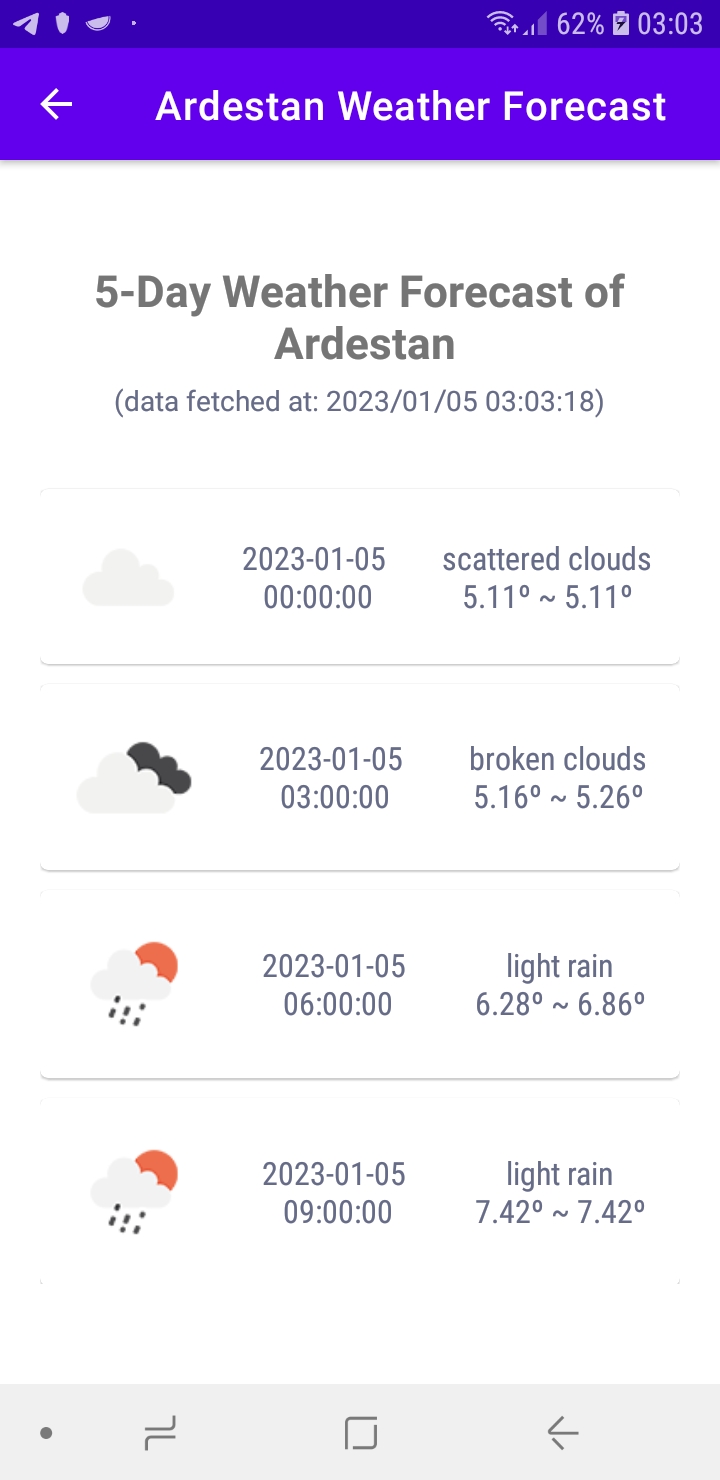 62% 03:03
Ardestan Weather Forecast
5-Day Weather Forecast of
Ardestan
(data fetched at: 2023/01/05 03:03:18)
2023-01-05 scattered clouds
00:00:00 5.11º ~ 5.11º
2023-01-05 broken clouds
03:00:00 5.16º ~ 5.26º
2023-01-05 light rain
06:00:00 6.28º ~ 6.86º
2023-01-05 light rain
09:00:00 7.42º ~ 7.42º